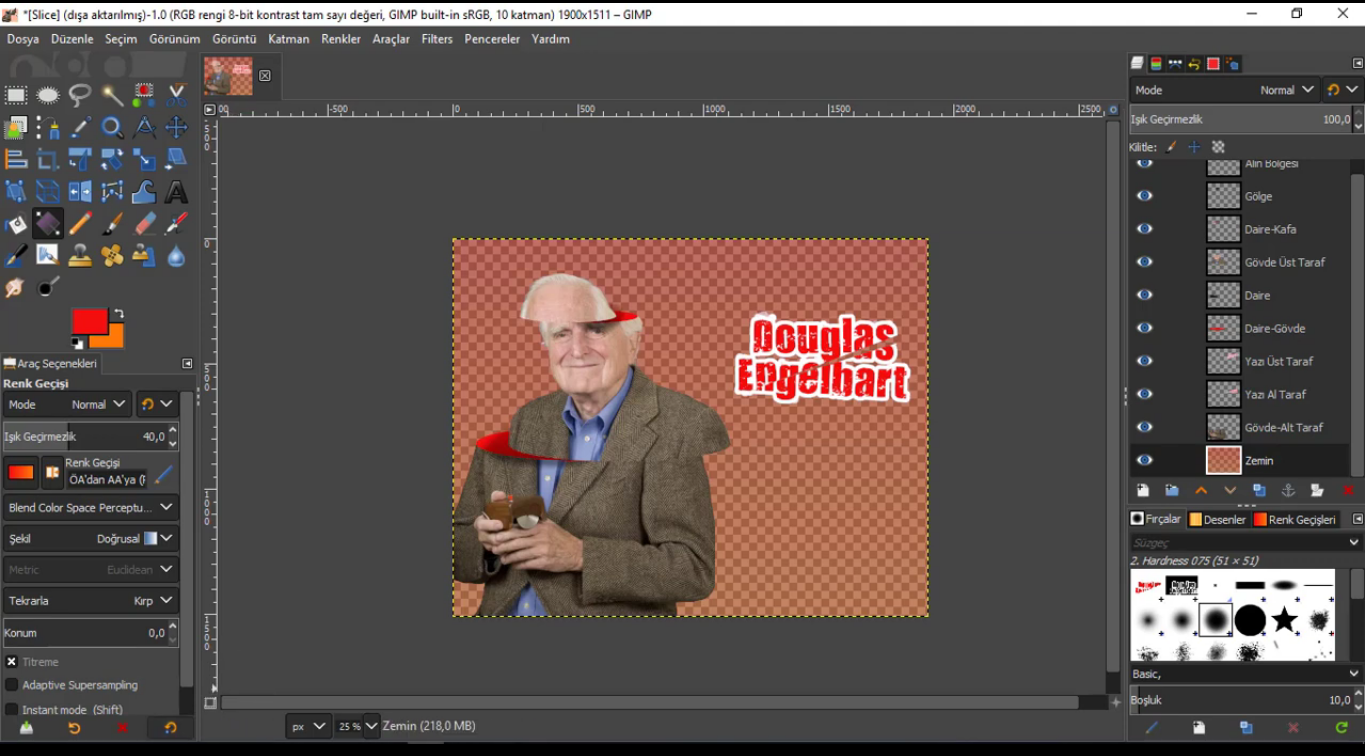 *[Slice] (dışa aktarılmış)-1.0 (RGB rengi 8-bit kontrast tam sayı değeri, GIMP built-in sRGB, 10 katman) 1900x1511 – GIMP
Dosya Düzenle Seçim Görünüm Görüntü Katman Renkler Araçlar Filters Pencereler Yardım
00 -500 0 500 1000 1500 2000 2500
Mode Normal
Işık Geçirmezlik 100,0
Kilitle:
Alın Bölgesi
Gölge
Daire-Kafa
Gövde Üst Taraf
Daire
Daire-Gövde
Yazı Üst Taraf
Yazı Al Taraf
Gövde-Alt Taraf
Zemin
Douglas
Engelbart
Araç Seçenekleri
Renk Geçişi
Mode Normal
Işık Geçirmezlik 40,0
Renk Geçişi
ÖA'dan AA'ya (F
Blend Color Space Perceptu...
Şekil Doğrusal
Metric Euclidean
Tekrarla Kırp
Konum 0,0
Titreme
Adaptive Supersampling
Instant mode (Shift)
Fırçalar Desenler Renk Geçişleri
Süzgeç
2. Hardness 075 (51 × 51)
Basic,
Boşluk 10,0
px 25 % Zemin (218,0 MB)